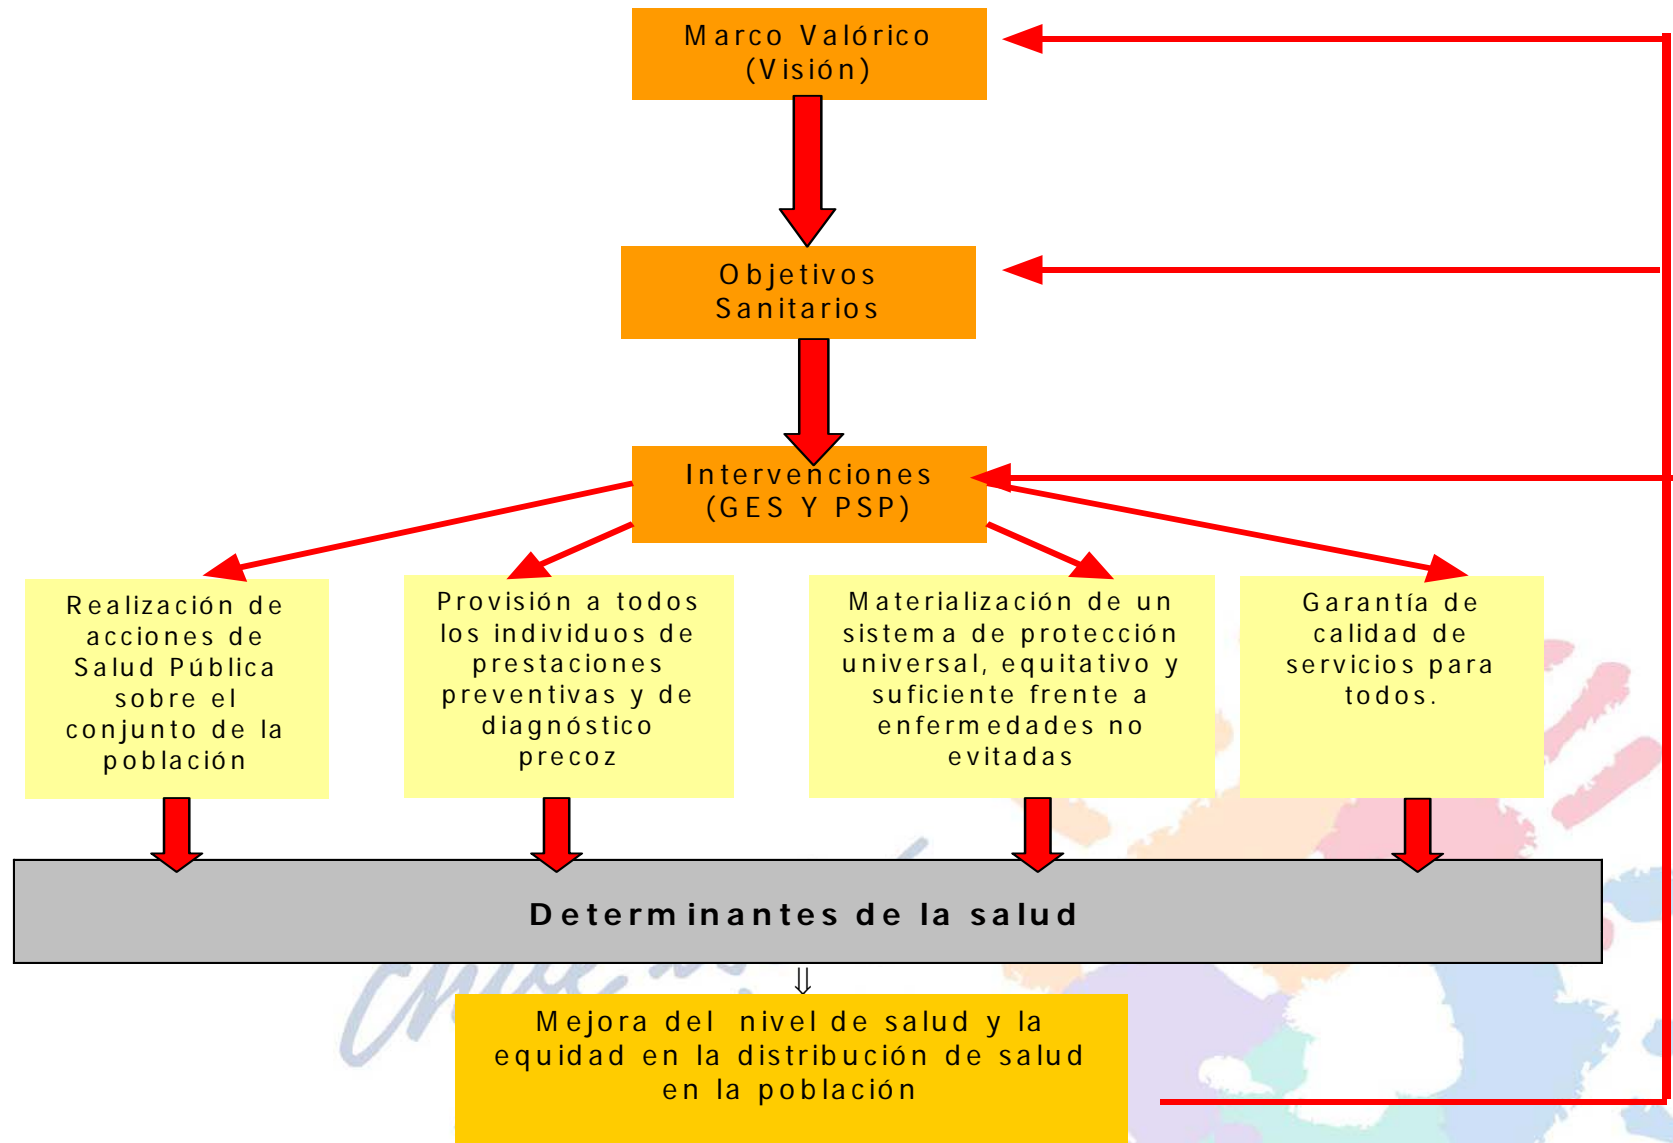 Marco Valórico
(Visión)
Objetivos
Sanitarios
Intervenciones
(GES Y PSP)
Realización de
acciones de
Salud Pública
sobre el
conjunto de la
población
Provisión a todos
los individuos de
prestaciones
preventivas y de
diagnóstico
precoz
Materialización de un
sistema de protección
universal, equitativo y
suficiente frente a
enfermedades no
evitadas
Garantía de
calidad de
servicios para
todos.
Determinantes de la salud
Mejora del nivel de salud y la
equidad en la distribución de salud
en la población